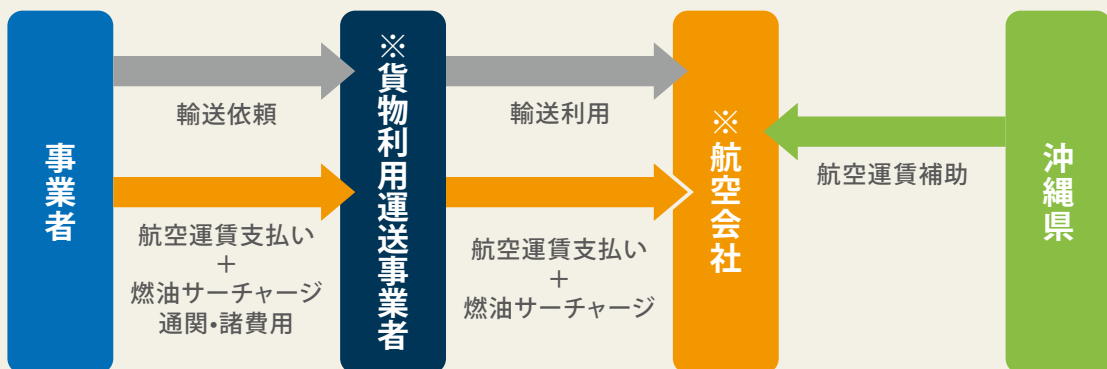 事業者
輸送依頼
航空運賃支払い
＋
燃油サーチャージ
通関・諸費用
※貨物利用運送事業者
輸送利用
航空運賃支払い
＋
燃油サーチャージ
※航空会社
航空運賃補助
沖縄県